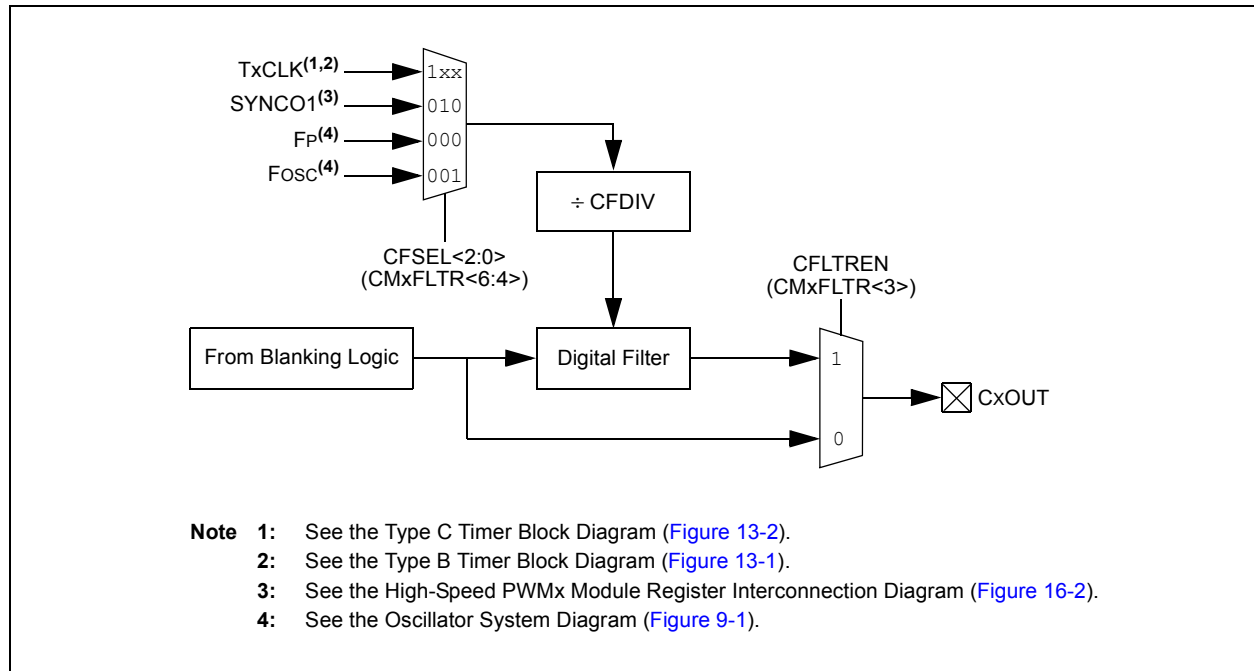 TxCLK(1,2)
SYNCO1(3)
FP(4)
FOSC(4)
1xx
010
000
001
÷ CFDIV
CFSEL<2:0>
(CMxFLTR<6:4>)
CFLTREN
(CMxFLTR<3>)
From Blanking Logic
Digital Filter
1
0
CxOUT
Note 1: See the Type C Timer Block Diagram (Figure 13-2).
2: See the Type B Timer Block Diagram (Figure 13-1).
3: See the High-Speed PWMx Module Register Interconnection Diagram (Figure 16-2).
4: See the Oscillator System Diagram (Figure 9-1).